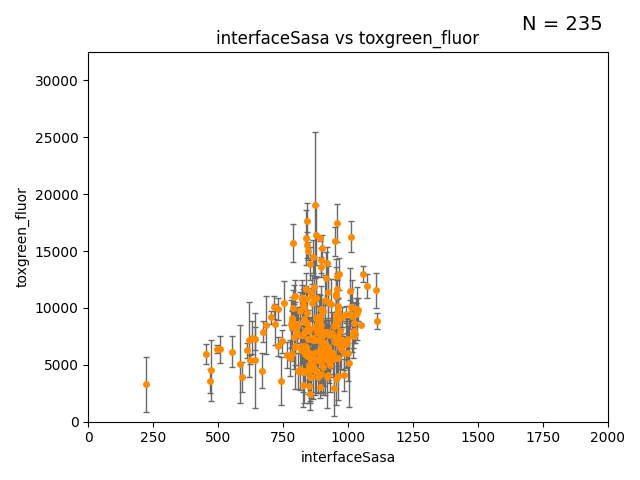 N = 235
interfaceSasa vs toxgreen_fluor
30000
25000
20000
15000
10000
5000
0
toxgreen_fluor
0 250 500 750 1000 1250 1500 1750 2000
interfaceSasa